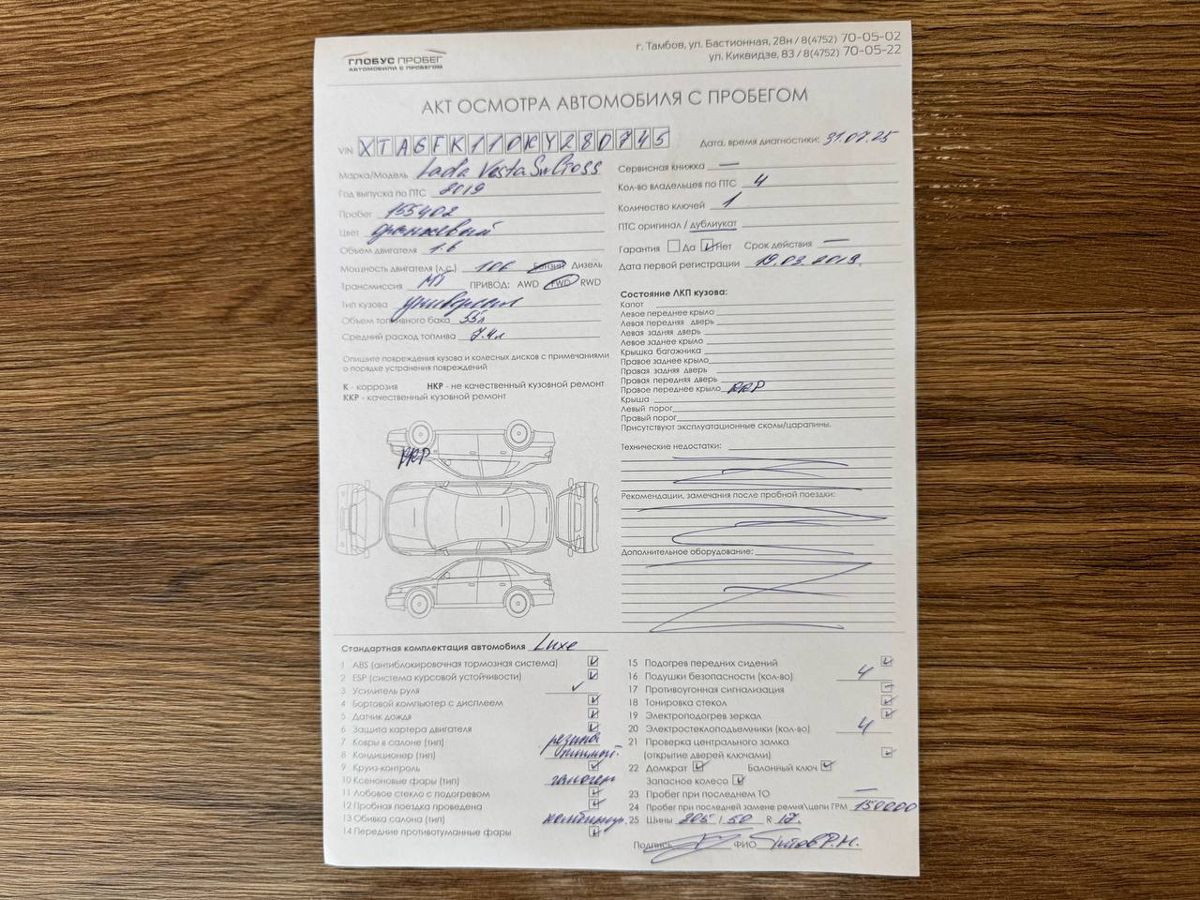 ГЛОБУС ПРОБЕГ
АВТОМОБИЛИ С ПРОБЕГОМ
г. Тамбов, ул. Бастионная, 28н / 8(4752) 70-05-02
ул. Киквидзе, 83 / 8(4752) 70-05-22
АКТ ОСМОТРА АВТОМОБИЛЯ С ПРОБЕГОМ
VIN XTAGFK110KY280745
Дата, время диагностики: 31.07.25
Марка/Модель Lada Vesta Sw Cross
Год выпуска по ПТС 2019
Пробег 155402
Цвет оранжевый
Объем двигателя 1.6
Мощность двигателя (л.с.) 106 Бензин Дизель
Трансмиссия МТ ПРИВОД: AWD FWD RWD
Тип кузова универсал
Объем топливного бака 55л
Средний расход топлива 7.4л
Сервисная книжка —
Кол-во владельцев по ПТС 4
Количество ключей 1
ПТС оригинал / дубликат
Гарантия Да Нет Срок действия —
Дата первой регистрации 19.03.2019.
Опишите повреждения кузова и колесных дисков с примечаниями
о порядке устранения повреждений
К - коррозия НКР - не качественный кузовной ремонт
ККР - качественный кузовной ремонт
ККР
Состояние ЛКП кузова:
Капот
Левое переднее крыло
Левая передняя дверь
Левая задняя дверь
Левое заднее крыло
Крышка багажника
Правое заднее крыло
Правая задняя дверь
Правая передняя дверь
Правое переднее крыло ККР
Крыша
Левый порог
Правый порог
Присутствуют эксплуатационные сколы/царапины.
Технические недостатки:
Рекомендации, замечания после пробной поездки:
Дополнительное оборудование:
Стандартная комплектация автомобиля Luxe
1 ABS (антиблокировочная тормозная система)
2 ESP (система курсовой устойчивости)
3 Усилитель руля
4 Бортовой компьютер с дисплеем
5 Датчик дождя
6 Защита картера двигателя
7 Ковры в салоне (тип) резина
8 Кондиционер (тип) климат.
9 Круиз-контроль
10 Ксеноновые фары (тип) галоген
11 Лобовое стекло с подогревом
12 Пробная поездка проведена
13 Обивка салона (тип) комбинир.
14 Передние противотуманные фары
15 Подогрев передних сидений
16 Подушки безопасности (кол-во) 4
17 Противоугонная сигнализация —
18 Тонировка стекол
19 Электроподогрев зеркал
20 Электростеклоподъемники (кол-во) 4
21 Проверка центрального замка
(открытие дверей ключами)
22 Домкрат Балонный ключ
Запасное колесо
23 Пробег при последнем ТО —
24 Пробег при последней замене ремня\цепи ГРМ 150000
25 Шины 205 / 50 R 17.
Подпись ФИО Титов Р.Н.